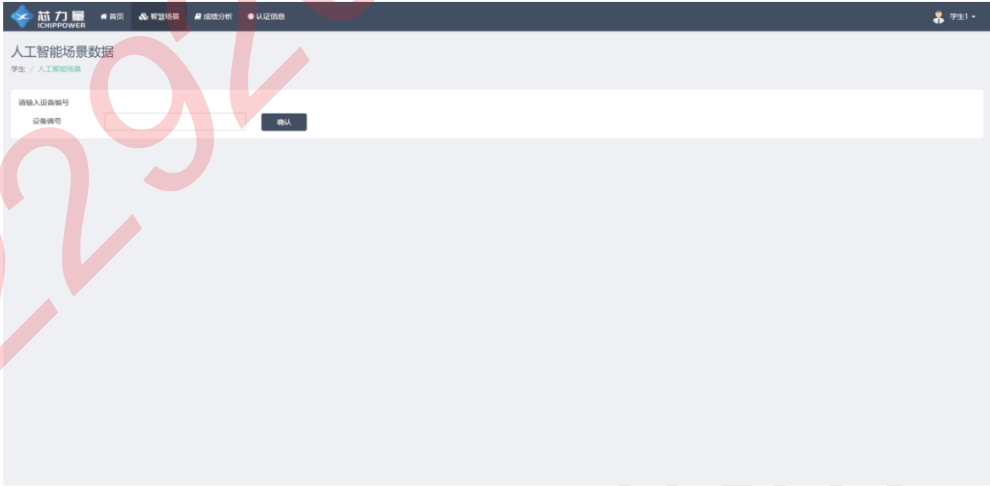 芯力量 首页 智慧场景 成绩分析 认证信息 学生1
ICHIPPOWER
人工智能场景数据
学生 / 人工智能场景
请输入设备编号
设备编号 确认